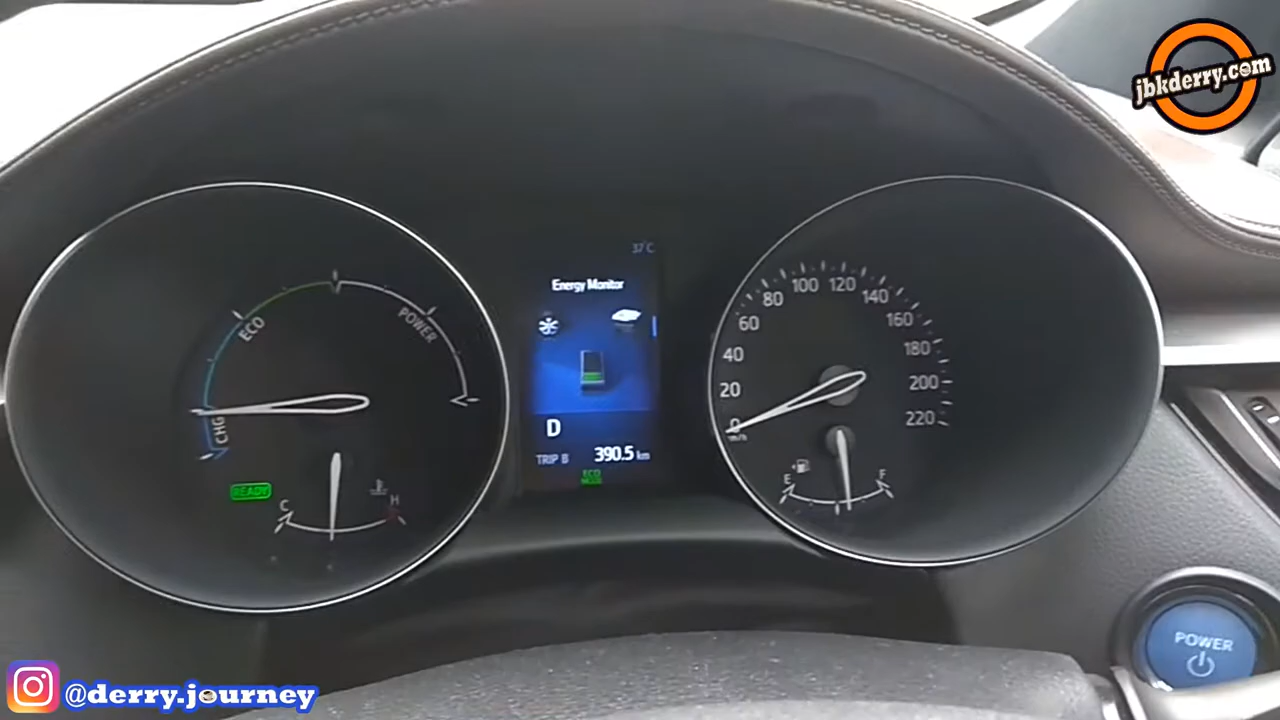 jbkderry.com
37°C
Energy Monitor
ECO
POWER
CHG
READY
C
H
D
TRIP B 390.5 km
ECO
MODE
0
20
40
60
80
100
120
140
160
180
200
220
E
F
POWER
@derry.journey